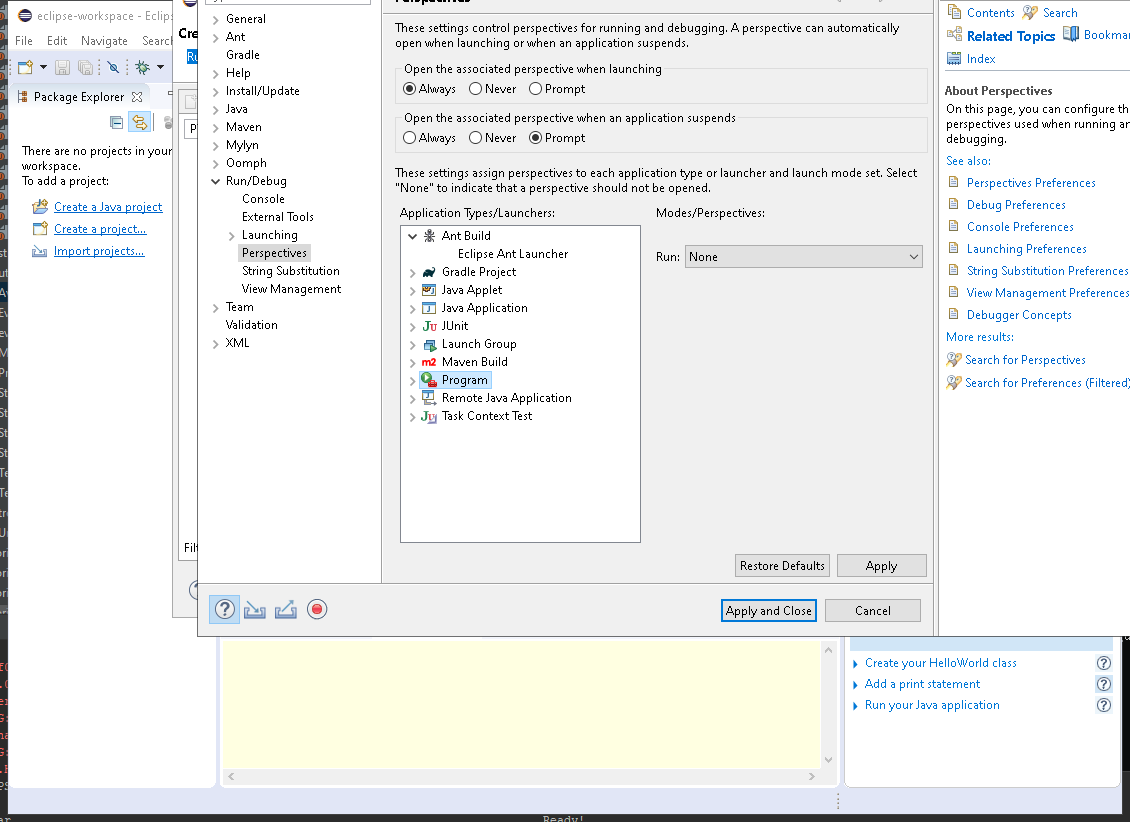 eclipse-workspace - Eclips
File Edit Navigate Search
Package Explorer
There are no projects in your
workspace.
To add a project:
Create a Java project
Create a project...
Import projects...
Cre
Filt
General
Ant
Gradle
Help
Install/Update
Java
Maven
Mylyn
Oomph
Run/Debug
Console
External Tools
Launching
Perspectives
String Substitution
View Management
Team
Validation
XML
Perspectives
These settings control perspectives for running and debugging. A perspective can automatically
open when launching or when an application suspends.
Open the associated perspective when launching
Always Never Prompt
Open the associated perspective when an application suspends
Always Never Prompt
These settings assign perspectives to each application type or launcher and launch mode set. Select
"None" to indicate that a perspective should not be opened.
Application Types/Launchers:
Modes/Perspectives:
Ant Build
Eclipse Ant Launcher
Gradle Project
Java Applet
Java Application
JUnit
Launch Group
m2 Maven Build
Program
Remote Java Application
Task Context Test
Run: None
Restore Defaults Apply
Apply and Close Cancel
Contents Search
Related Topics Bookmar
Index
About Perspectives
On this page, you can configure th
perspectives used when running an
debugging.
See also:
Perspectives Preferences
Debug Preferences
Console Preferences
Launching Preferences
String Substitution Preferences
View Management Preferences
Debugger Concepts
More results:
Search for Perspectives
Search for Preferences (Filtered)
Create your HelloWorld class
Add a print statement
Run your Java application
Ready!